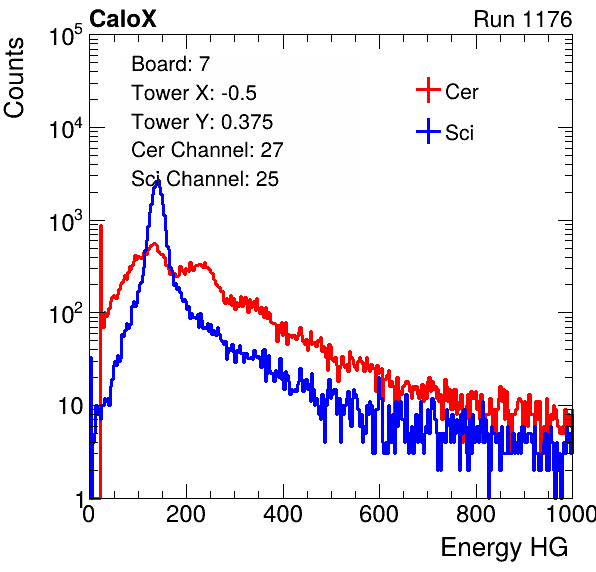 CaloX Run 1176
Counts
Board: 7
Tower X: -0.5
Tower Y: 0.375
Cer Channel: 27
Sci Channel: 25
Cer
Sci
10^5
10^4
10^3
10^2
10
1
0 200 400 600 800 1000
Energy HG